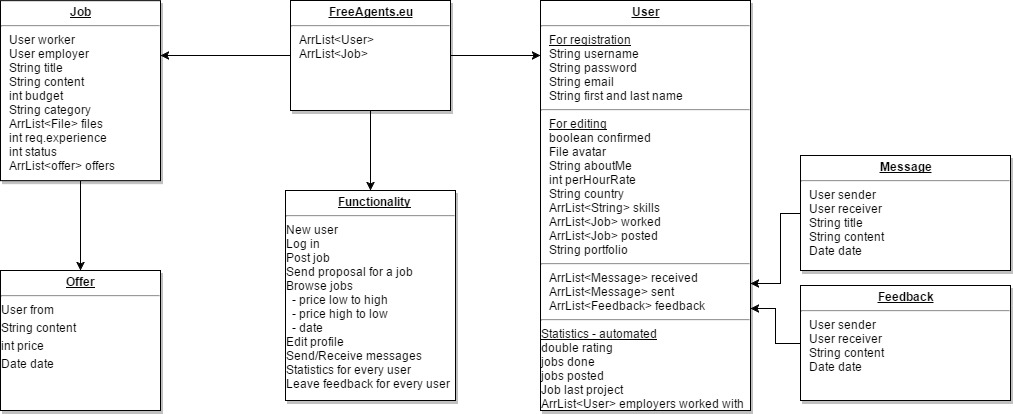 Job
User worker
User employer
String title
String content
int budget
String category
ArrList<File> files
int req.experience
int status
ArrList<offer> offers
FreeAgents.eu
ArrList<User>
ArrList<Job>
User
For registration
String username
String password
String email
String first and last name
For editing
boolean confirmed
File avatar
String aboutMe
int perHourRate
String country
ArrList<String> skills
ArrList<Job> worked
ArrList<Job> posted
String portfolio
ArrList<Message> received
ArrList<Message> sent
ArrList<Feedback> feedback
Statistics - automated
double rating
jobs done
jobs posted
Job last project
ArrList<User> employers worked with
Functionality
New user
Log in
Post job
Send proposal for a job
Browse jobs
- price low to high
- price high to low
- date
Edit profile
Send/Receive messages
Statistics for every user
Leave feedback for every user
Offer
User from
String content
int price
Date date
Message
User sender
User receiver
String title
String content
Date date
Feedback
User sender
User receiver
String content
Date date